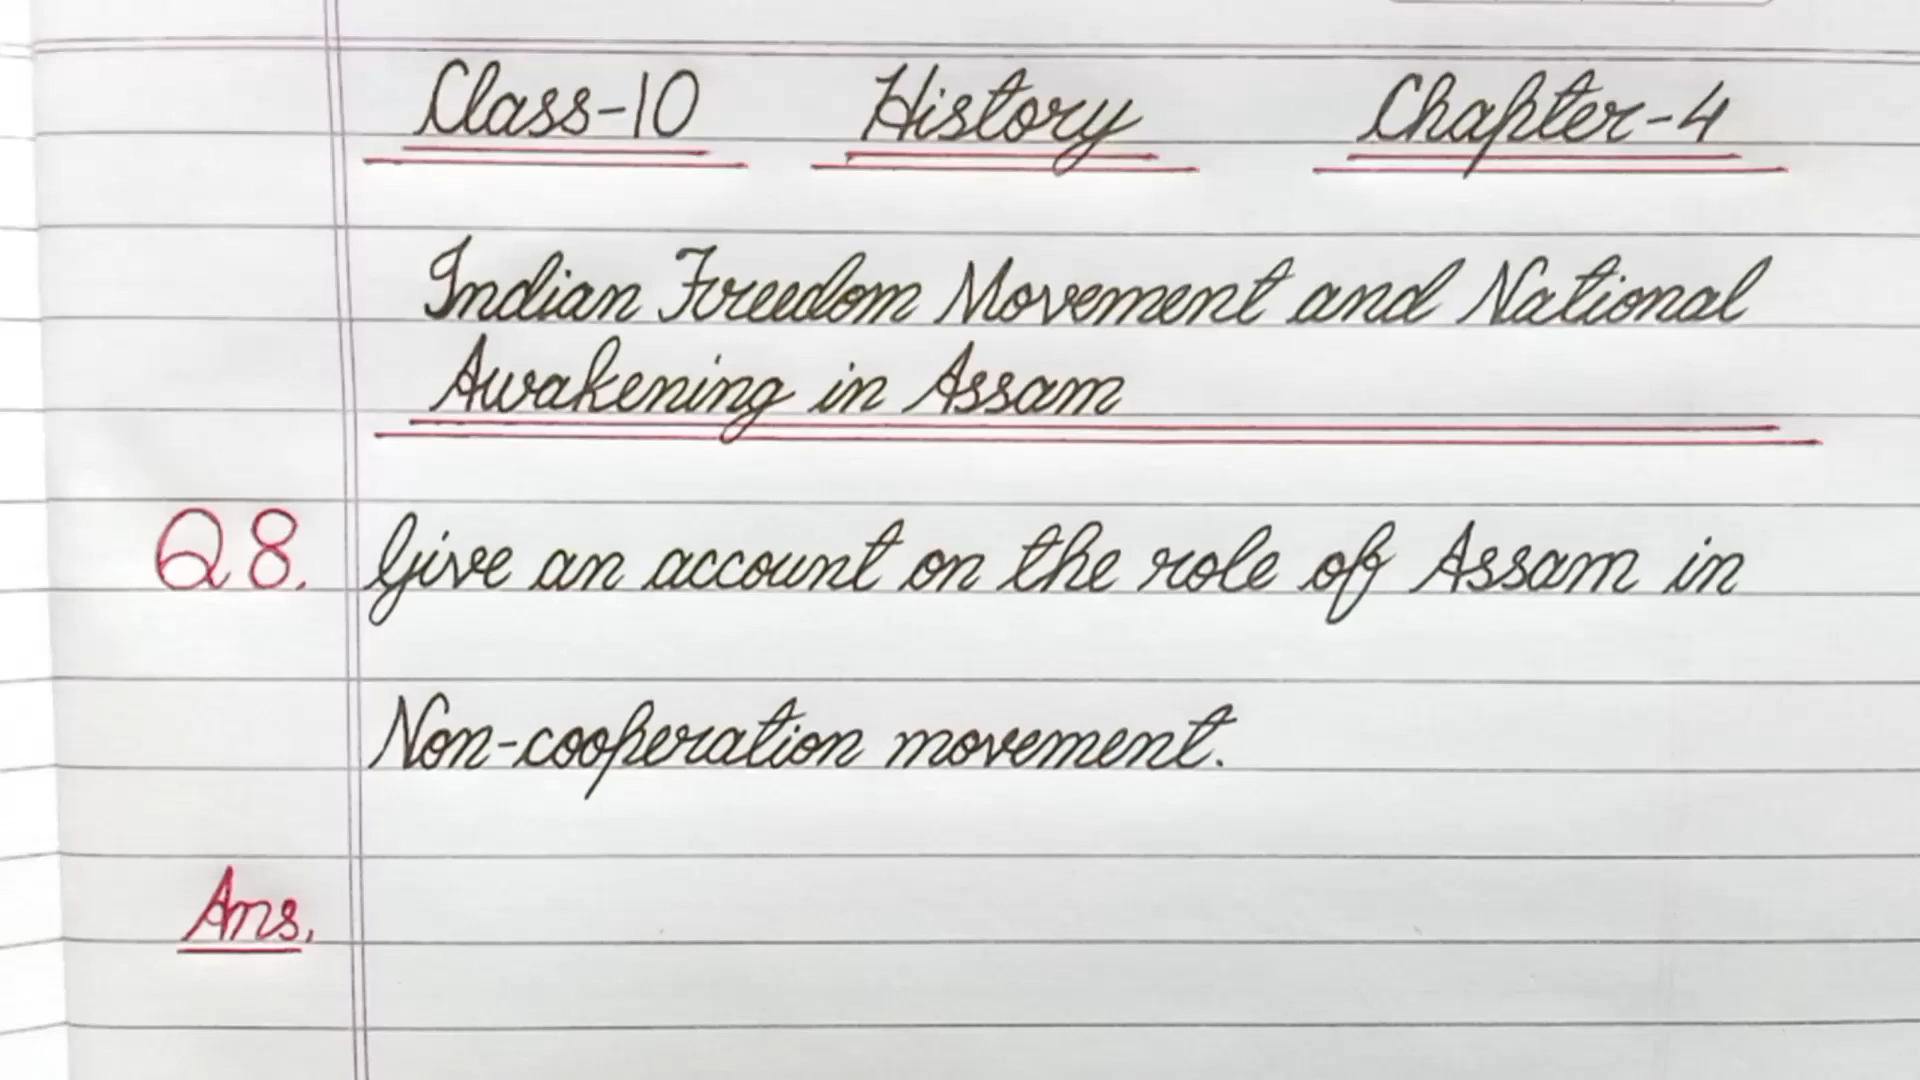 Class-10 History Chapter-4
Indian Freedom Movement and National
Awakening in Assam
Q8. Give an account on the role of Assam in
Non-cooperation movement.
Ans.